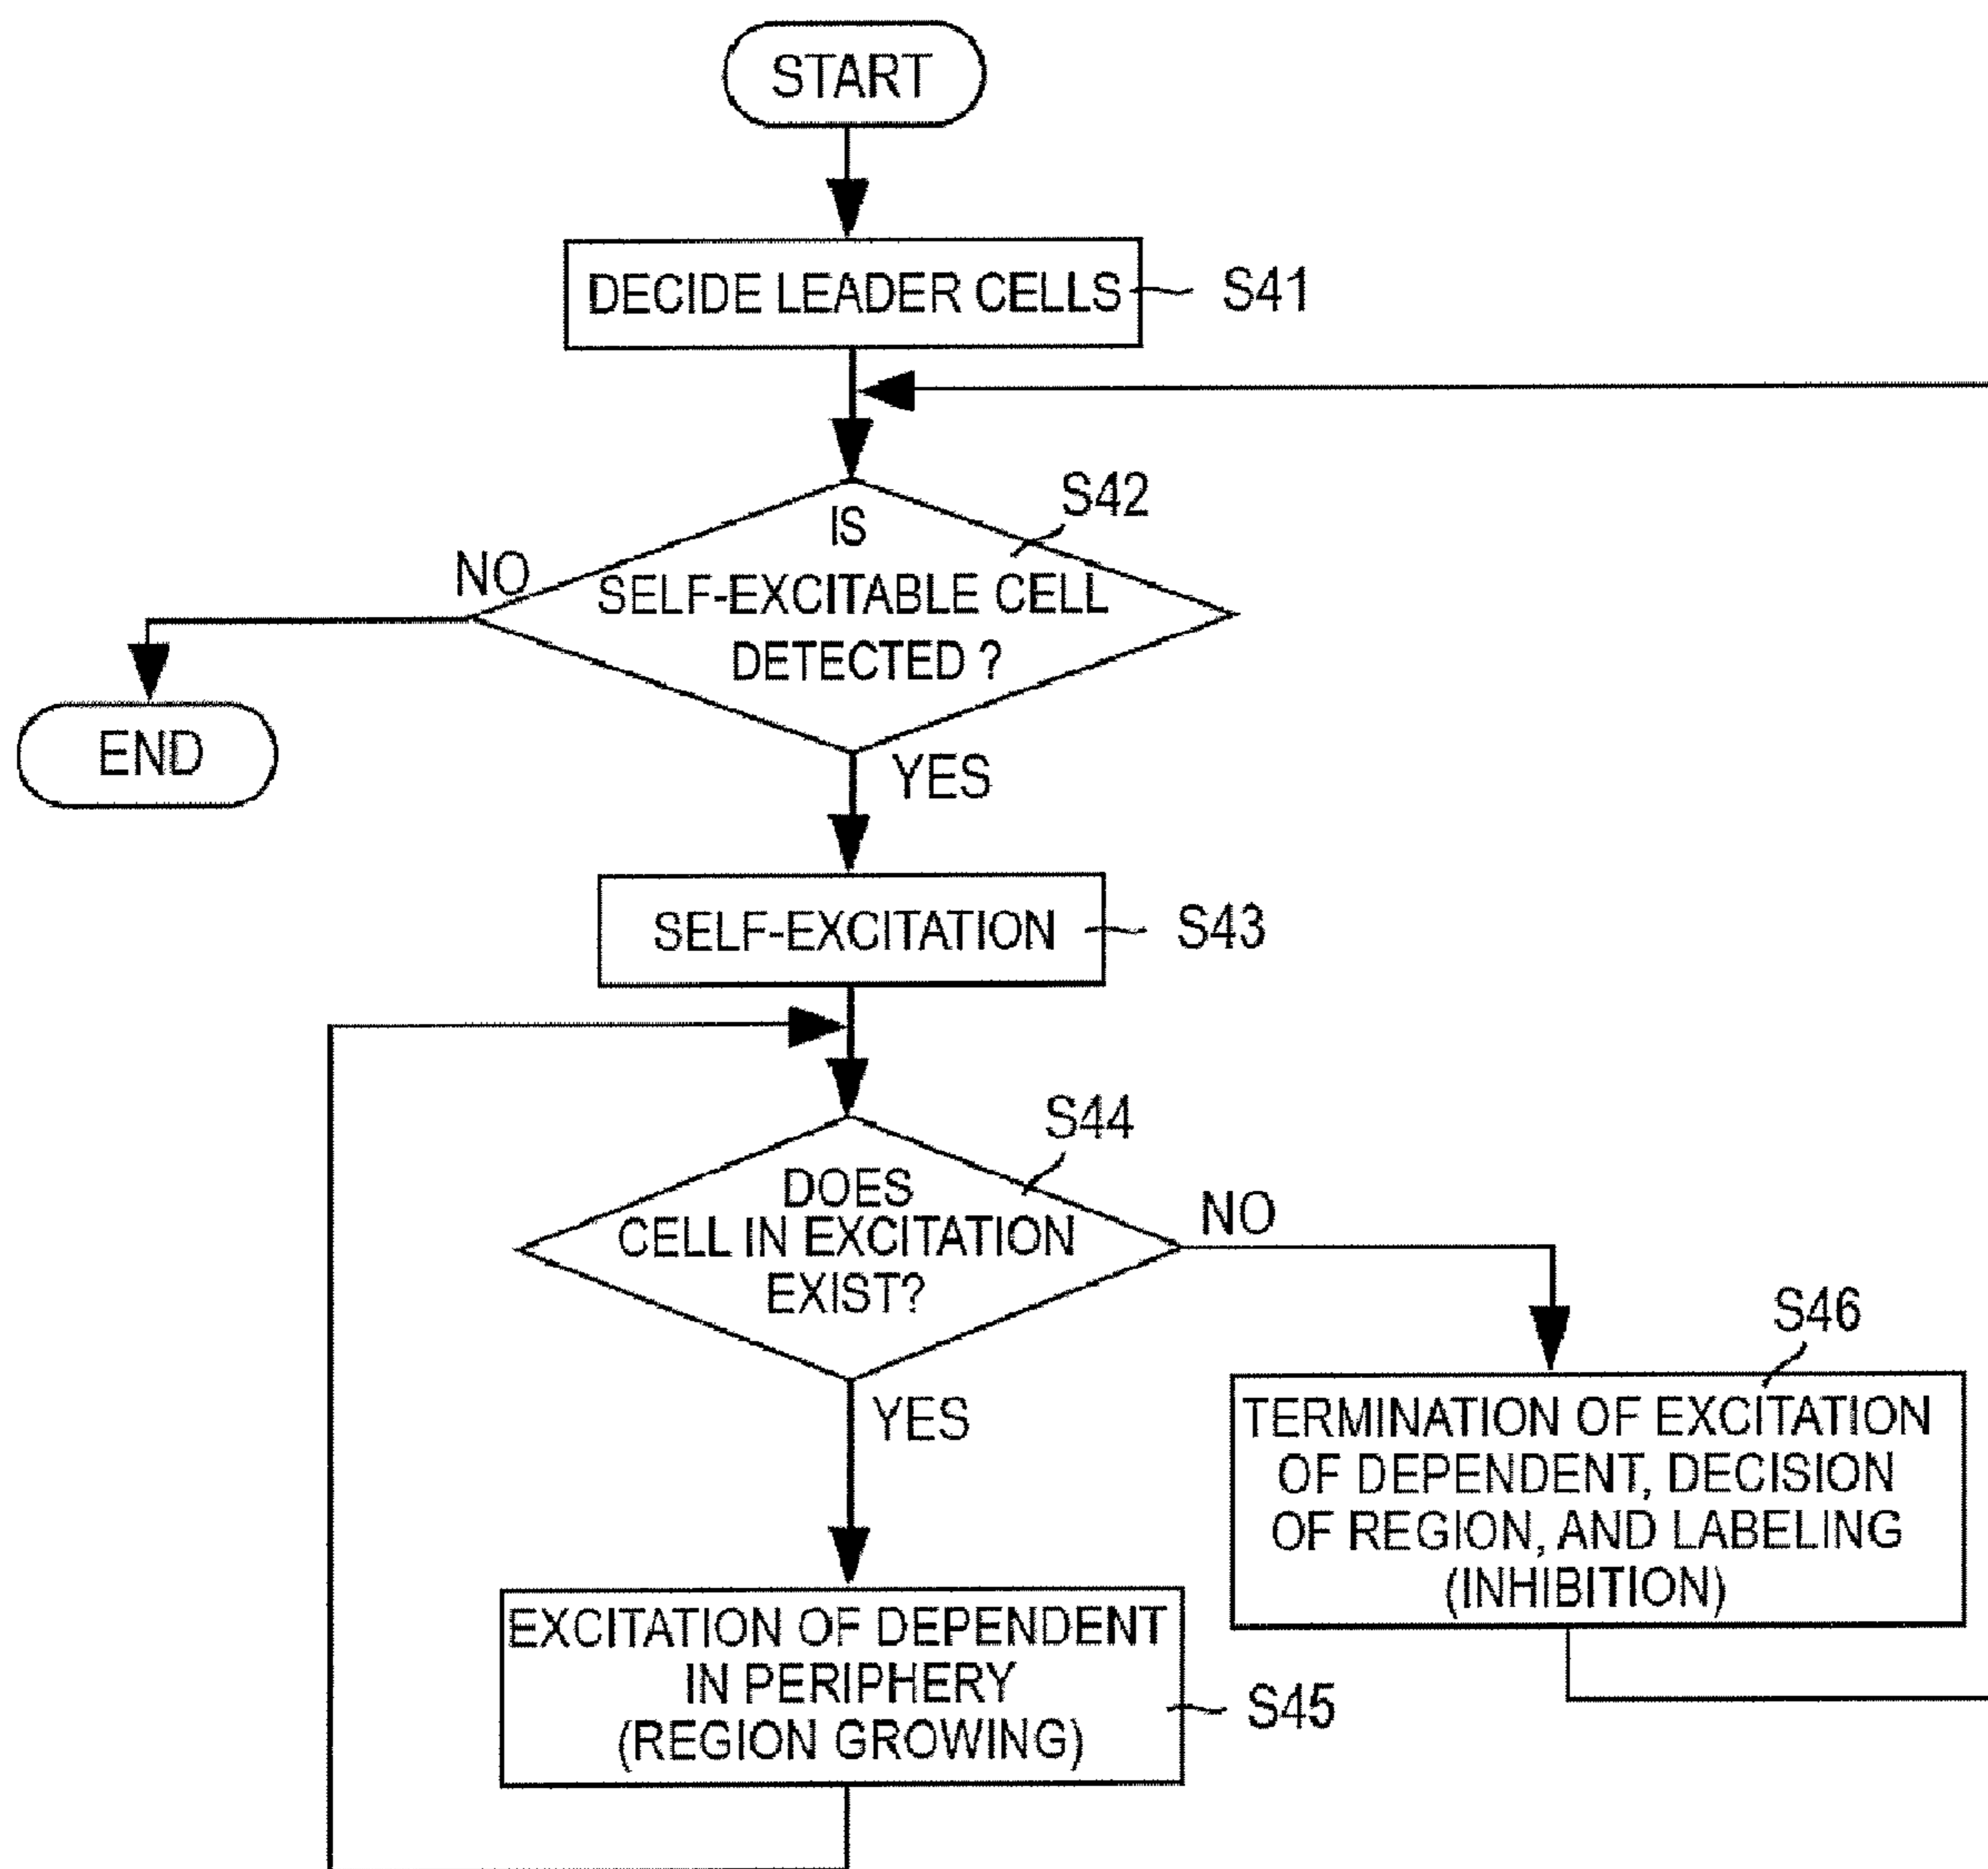 START
DECIDE LEADER CELLS
S41
S42
IS
SELF-EXCITABLE CELL
DETECTED ?
NO
END
YES
SELF-EXCITATION
S43
S44
DOES
CELL IN EXCITATION
EXIST?
NO
YES
S46
TERMINATION OF EXCITATION
OF DEPENDENT, DECISION
OF REGION, AND LABELING
(INHIBITION)
EXCITATION OF DEPENDENT
IN PERIPHERY
(REGION GROWING)
S45